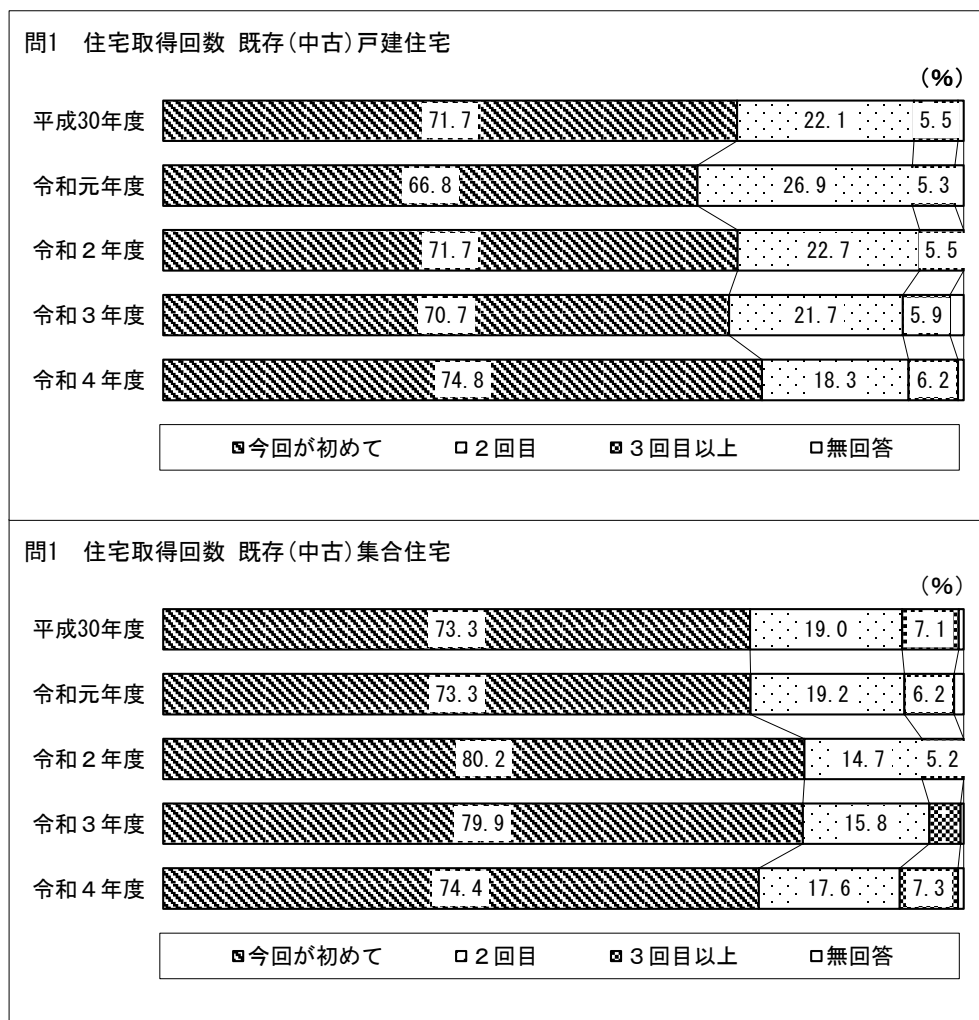 問1　住宅取得回数 既存（中古）戸建住宅
（％）
平成30年度 71.7 22.1 5.5
令和元年度 66.8 26.9 5.3
令和２年度 71.7 22.7 5.5
令和３年度 70.7 21.7 5.9
令和４年度 74.8 18.3 6.2
今回が初めて ２回目 ３回目以上 無回答
問1　住宅取得回数 既存（中古）集合住宅
（％）
平成30年度 73.3 19.0 7.1
令和元年度 73.3 19.2 6.2
令和２年度 80.2 14.7 5.2
令和３年度 79.9 15.8
令和４年度 74.4 17.6 7.3
今回が初めて ２回目 ３回目以上 無回答